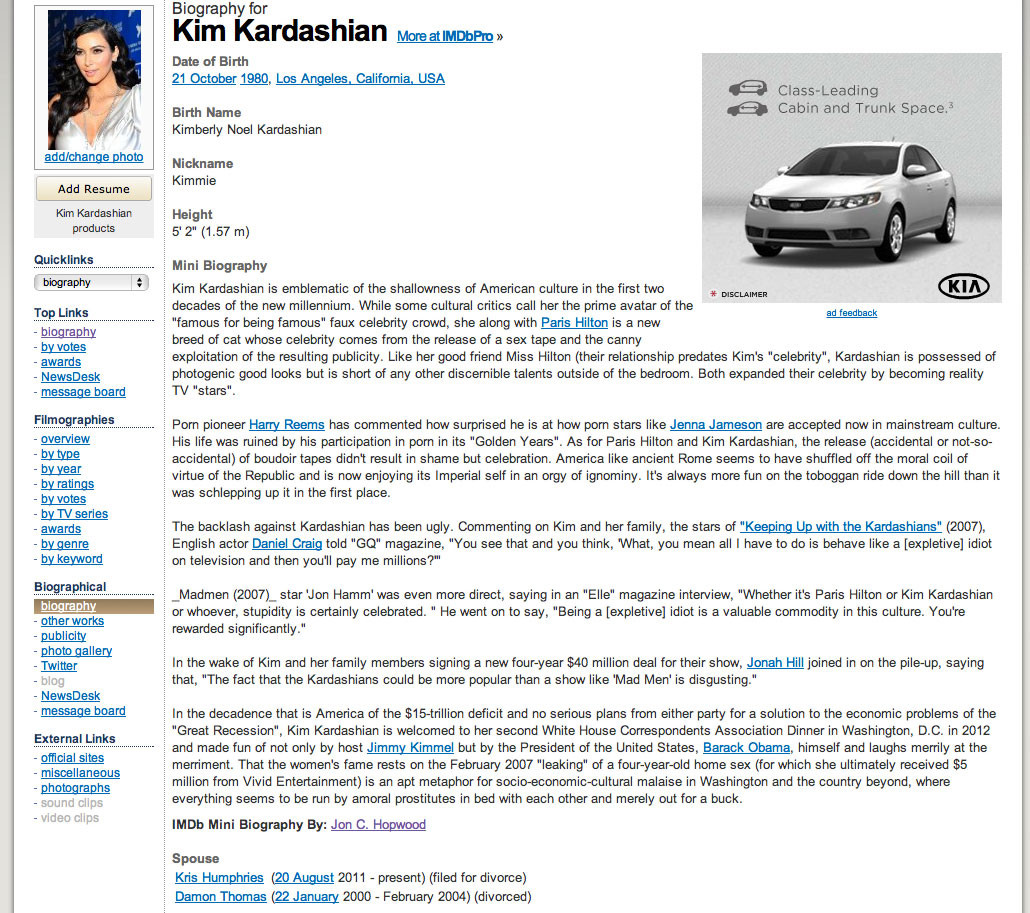 Biography for
Kim Kardashian More at IMDbPro »
add/change photo
Add Resume
Kim Kardashian
products
Quicklinks
biography
Top Links
- biography
- by votes
- awards
- NewsDesk
- message board
Filmographies
- overview
- by type
- by year
- by ratings
- by votes
- by TV series
- awards
- by genre
- by keyword
Biographical
biography
- other works
- publicity
- photo gallery
- Twitter
- blog
- NewsDesk
- message board
External Links
- official sites
- miscellaneous
- photographs
- sound clips
- video clips
Date of Birth
21 October 1980, Los Angeles, California, USA
Birth Name
Kimberly Noel Kardashian
Nickname
Kimmie
Height
5' 2" (1.57 m)
Class-Leading
Cabin and Trunk Space.³
* DISCLAIMER
KIA
ad feedback
Mini Biography
Kim Kardashian is emblematic of the shallowness of American culture in the first two
decades of the new millennium. While some cultural critics call her the prime avatar of the
"famous for being famous" faux celebrity crowd, she along with Paris Hilton is a new
breed of cat whose celebrity comes from the release of a sex tape and the canny
exploitation of the resulting publicity. Like her good friend Miss Hilton (their relationship predates Kim's "celebrity", Kardashian is possessed of
photogenic good looks but is short of any other discernible talents outside of the bedroom. Both expanded their celebrity by becoming reality
TV "stars".
Porn pioneer Harry Reems has commented how surprised he is at how porn stars like Jenna Jameson are accepted now in mainstream culture.
His life was ruined by his participation in porn in its "Golden Years". As for Paris Hilton and Kim Kardashian, the release (accidental or not-so-
accidental) of boudoir tapes didn't result in shame but celebration. America like ancient Rome seems to have shuffled off the moral coil of
virtue of the Republic and is now enjoying its Imperial self in an orgy of ignominy. It's always more fun on the toboggan ride down the hill than it
was schlepping up it in the first place.
The backlash against Kardashian has been ugly. Commenting on Kim and her family, the stars of "Keeping Up with the Kardashians" (2007),
English actor Daniel Craig told "GQ" magazine, "You see that and you think, 'What, you mean all I have to do is behave like a [expletive] idiot
on television and then you'll pay me millions?'"
_Madmen (2007)_ star 'Jon Hamm' was even more direct, saying in an "Elle" magazine interview, "Whether it's Paris Hilton or Kim Kardashian
or whoever, stupidity is certainly celebrated. " He went on to say, "Being a [expletive] idiot is a valuable commodity in this culture. You're
rewarded significantly."
In the wake of Kim and her family members signing a new four-year $40 million deal for their show, Jonah Hill joined in on the pile-up, saying
that, "The fact that the Kardashians could be more popular than a show like 'Mad Men' is disgusting."
In the decadence that is America of the $15-trillion deficit and no serious plans from either party for a solution to the economic problems of the
"Great Recession", Kim Kardashian is welcomed to her second White House Correspondents Association Dinner in Washington, D.C. in 2012
and made fun of not only by host Jimmy Kimmel but by the President of the United States, Barack Obama, himself and laughs merrily at the
merriment. That the women's fame rests on the February 2007 "leaking" of a four-year-old home sex (for which she ultimately received $5
million from Vivid Entertainment) is an apt metaphor for socio-economic-cultural malaise in Washington and the country beyond, where
everything seems to be run by amoral prostitutes in bed with each other and merely out for a buck.
IMDb Mini Biography By: Jon C. Hopwood
Spouse
Kris Humphries (20 August 2011 - present) (filed for divorce)
Damon Thomas (22 January 2000 - February 2004) (divorced)